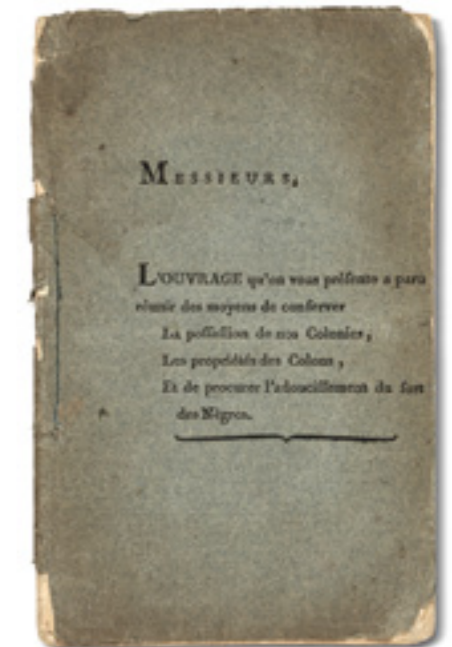 MESSIEURS,
L'OUVRAGE qu'on vous préſente a paru
réunir des moyens de conſerver
La poſſeſſion de nos Colonies,
Les propriétés des Colons,
Et de procurer l'adouciſſement du ſort
des Nègres.